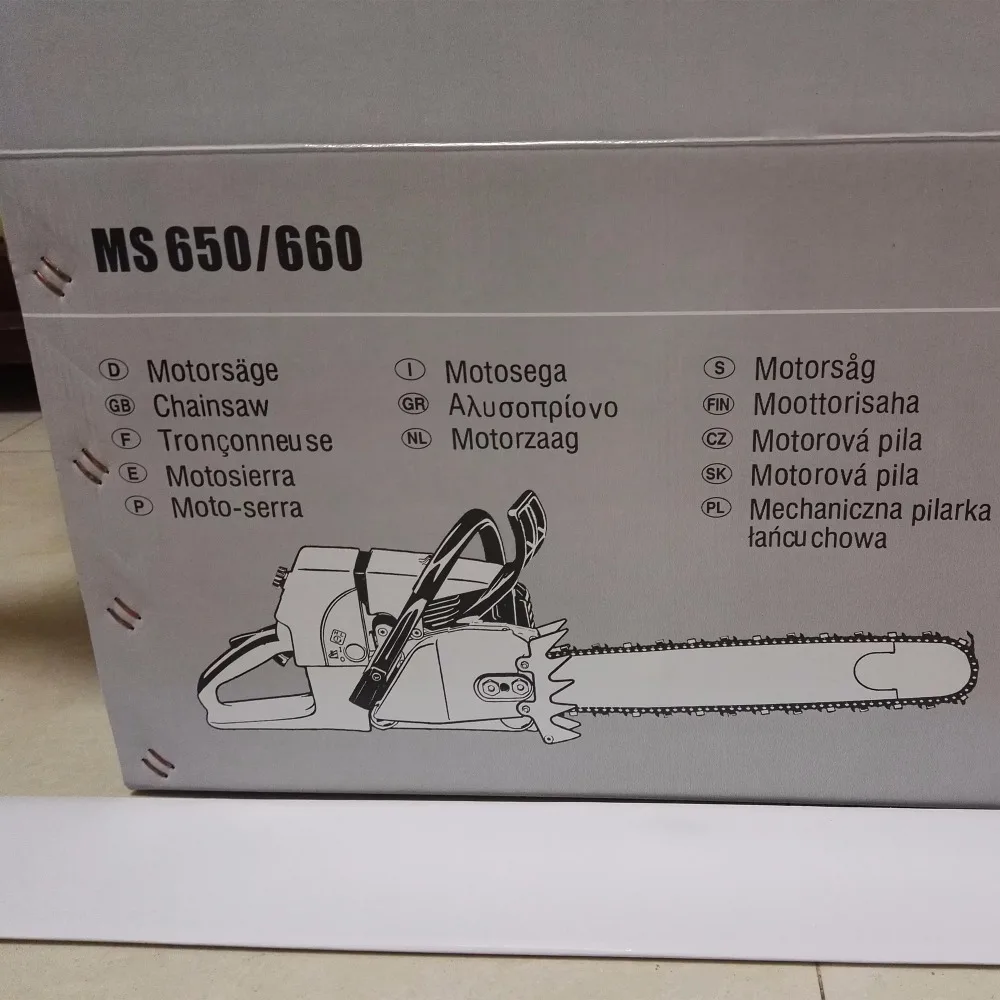 MS 650/660
D Motorsäge
GB Chainsaw
F Tronçonneuse
E Motosierra
P Moto-serra
I Motosega
GR Αλυσοπρίονο
NL Motorzaag
S Motorsåg
FIN Moottorisaha
CZ Motorová pila
SK Motorová pila
PL Mechaniczna pilarka
łańcuchowa